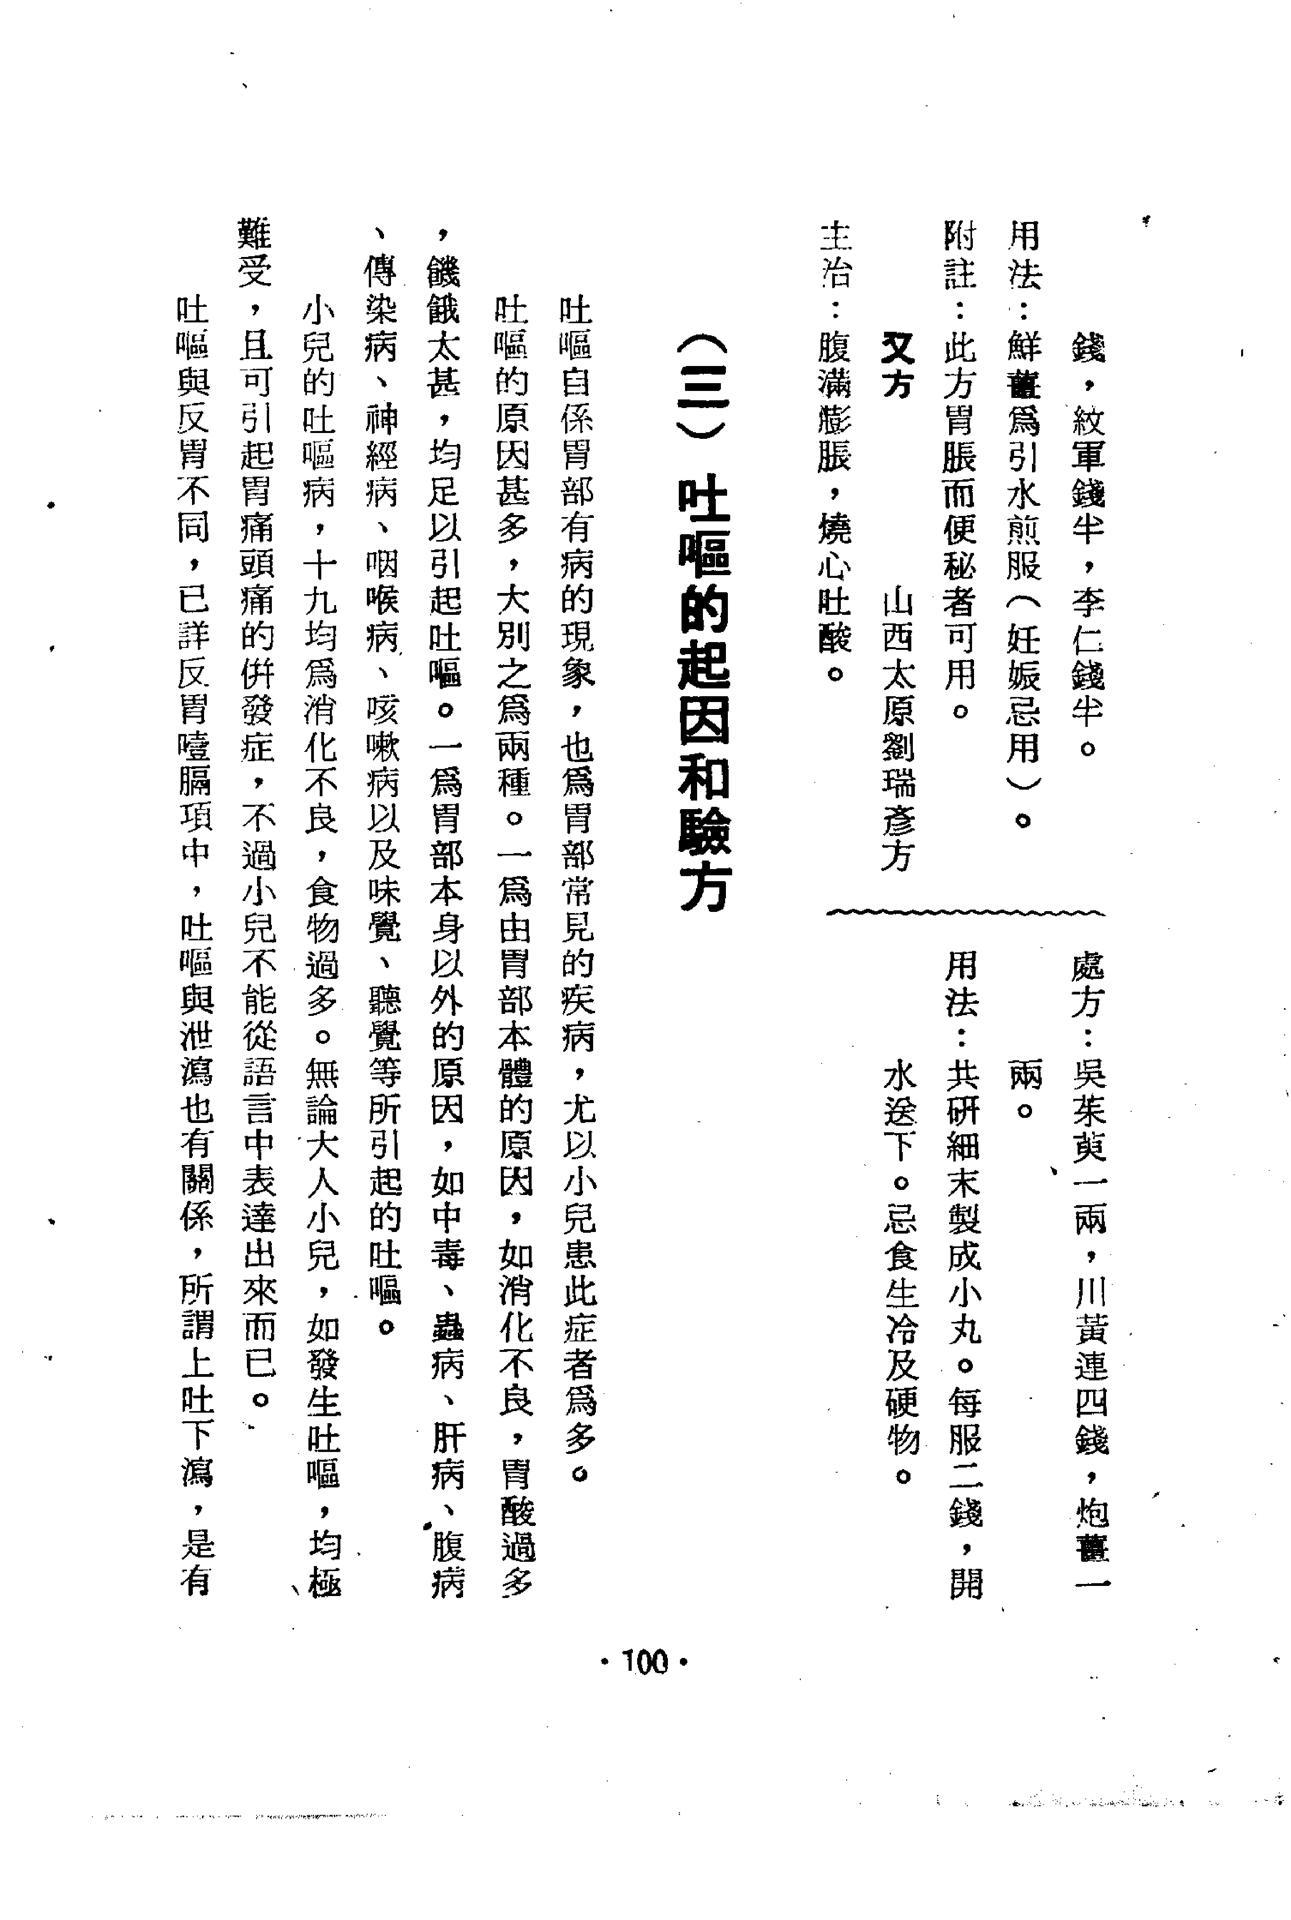 錢，紋軍錢半，李仁錢半。
用法：鮮薑爲引水煎服（妊娠忌用）。
附註：此方胃脹而便秘者可用。
又方　山西太原劉瑞彥方
主治：腹滿膨脹，燒心吐酸。
處方：吳茱萸一兩，川黃連四錢，炮薑一
兩。
用法：共研細末製成小丸。每服二錢，開
水送下。忌食生冷及硬物。
（三）吐嘔的起因和驗方
吐嘔自係胃部有病的現象，也爲胃部常見的疾病，尤以小兒患此症者爲多。
吐嘔的原因甚多，大別之爲兩種。一爲由胃部本體的原因，如消化不良，胃酸過多
，饑餓太甚，均足以引起吐嘔。一爲胃部本身以外的原因，如中毒、蟲病、肝病、腹病
、傳染病、神經病、咽喉病、咳嗽病以及味覺、聽覺等所引起的吐嘔。
小兒的吐嘔病，十九均爲消化不良，食物過多。無論大人小兒，如發生吐嘔，均極
難受，且可引起胃痛頭痛的併發症，不過小兒不能從語言中表達出來而已。
吐嘔與反胃不同，已詳反胃噎膈項中，吐嘔與泄瀉也有關係，所謂上吐下瀉，是有
·100·